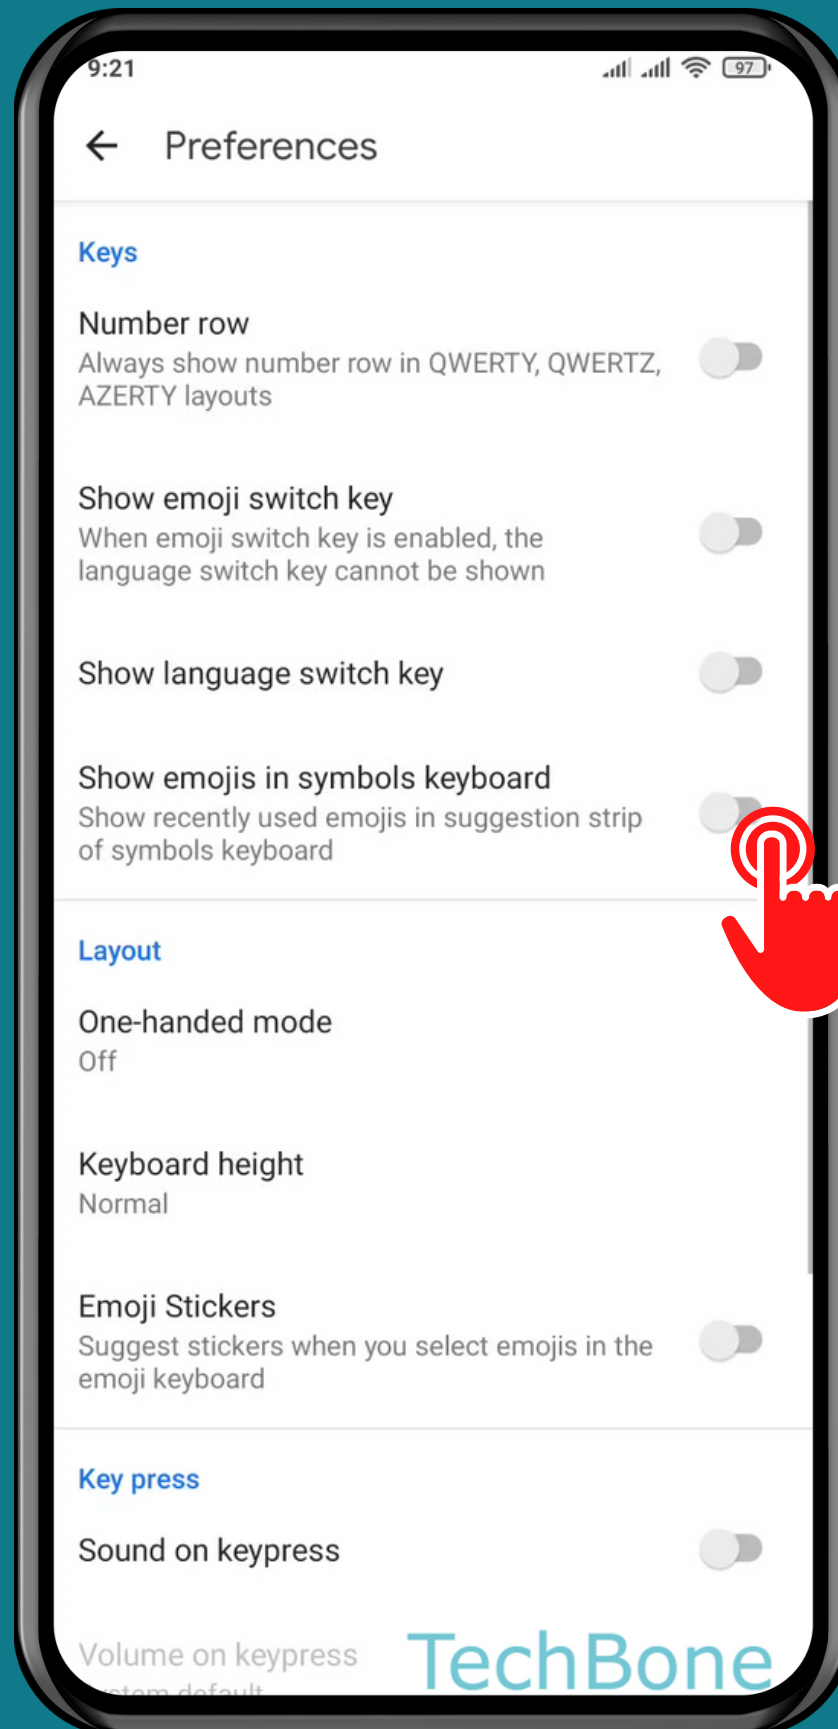 9:21
97
Preferences
Keys
Number row
Always show number row in QWERTY, QWERTZ,
AZERTY layouts
Show emoji switch key
When emoji switch key is enabled, the
language switch key cannot be shown
Show language switch key
Show emojis in symbols keyboard
Show recently used emojis in suggestion strip
of symbols keyboard
Layout
One-handed mode
Off
Keyboard height
Normal
Emoji Stickers
Suggest stickers when you select emojis in the
emoji keyboard
Key press
Sound on keypress
Volume on keypress
TechBone
default